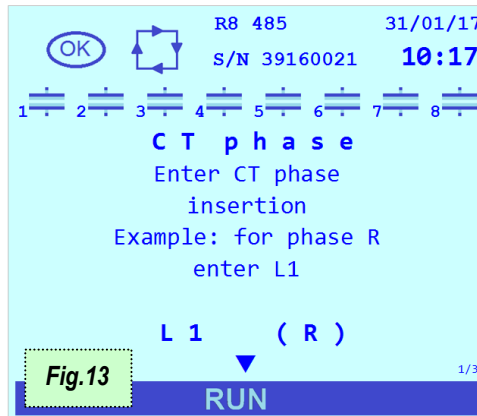 OK
R8 485
31/01/17
S/N 39160021
10:17
1 2 3 4 5 6 7 8
CT phase
Enter CT phase
insertion
Example: for phase R
enter L1
L1 (R)
Fig.13
1/3
RUN